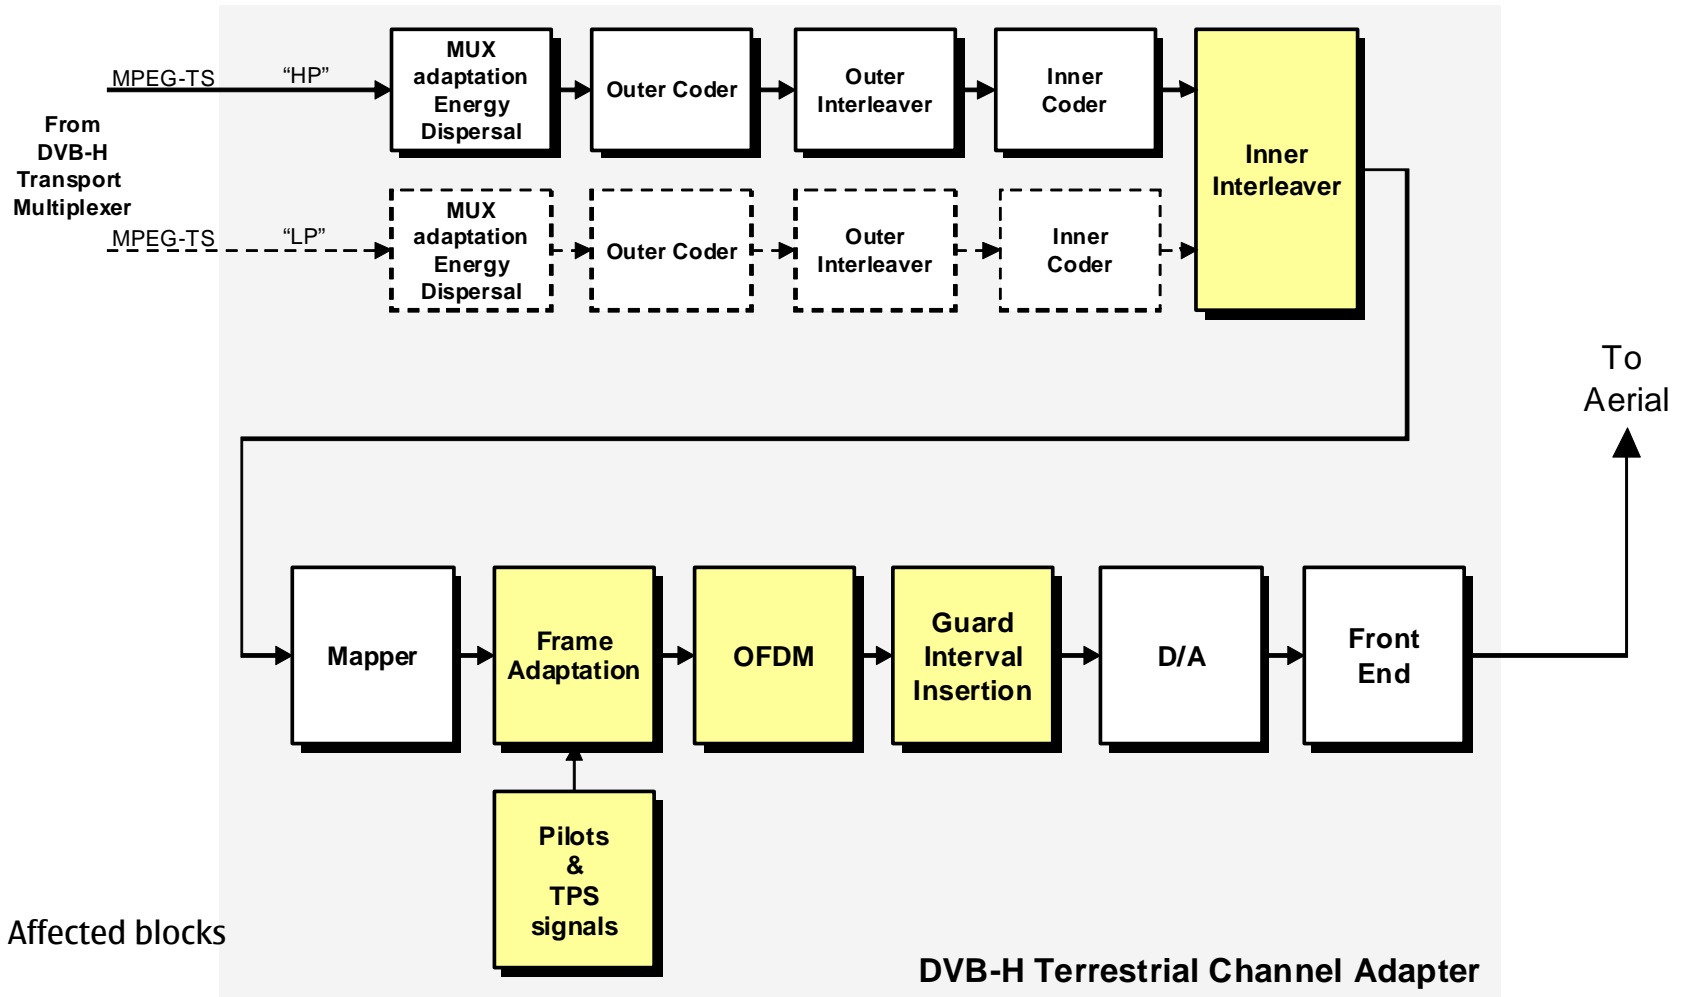 MPEG-TS
“HP”
From
DVB-H
Transport
Multiplexer
MUX
adaptation
Energy
Dispersal
Outer Coder
Outer
Interleaver
Inner
Coder
Inner
Interleaver
MPEG-TS
“LP”
MUX
adaptation
Energy
Dispersal
Outer Coder
Outer
Interleaver
Inner
Coder
To
Aerial
Mapper
Frame
Adaptation
OFDM
Guard
Interval
Insertion
D/A
Front
End
Pilots
&
TPS
signals
Affected blocks
DVB-H Terrestrial Channel Adapter